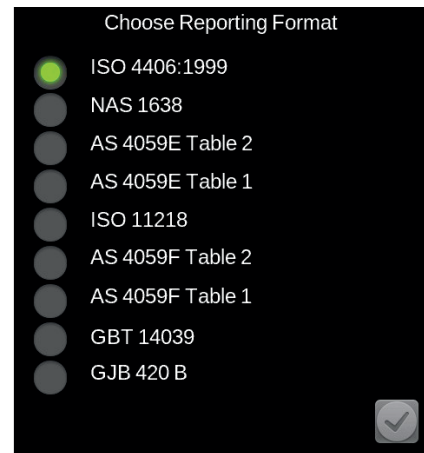 Choose Reporting Format
ISO 4406:1999
NAS 1638
AS 4059E Table 2
AS 4059E Table 1
ISO 11218
AS 4059F Table 2
AS 4059F Table 1
GBT 14039
GJB 420 B